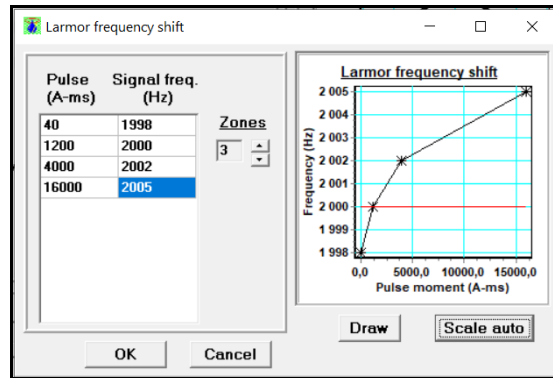 Larmor frequency shift
Pulse Signal freq.
(A-ms) (Hz)
40 1998
1200 2000
4000 2002
16000 2005
Zones
3
OK Cancel
Larmor frequency shift
Frequency (Hz)
2 005
2 004
2 003
2 002
2 001
2 000
1 999
1 998
0,0 5000,0 10000,0 15000,0
Pulse moment (A-ms)
Draw Scale auto